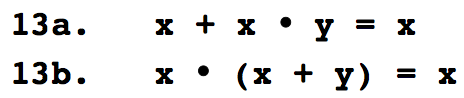 13a. x + x • y = x
13b. x • (x + y) = x